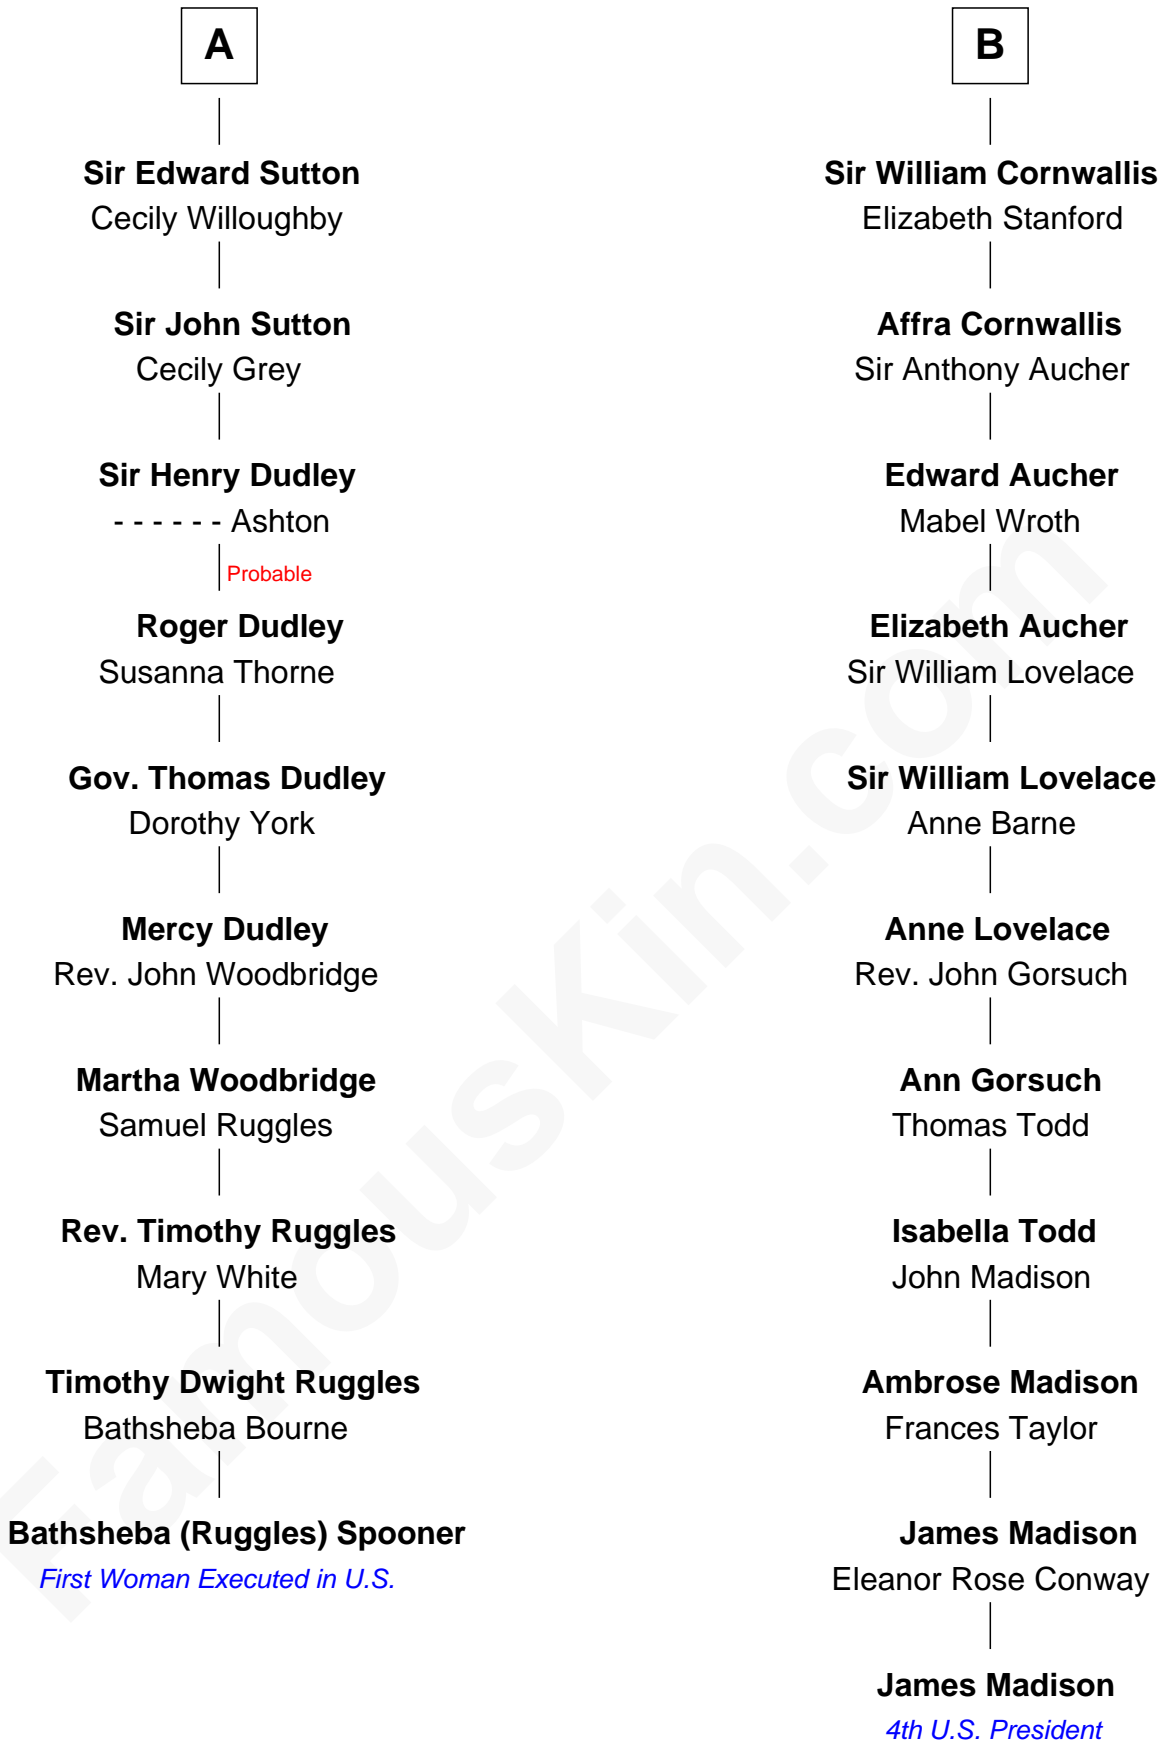 A
Sir Edward Sutton
Cecily Willoughby
Sir John Sutton
Cecily Grey
Sir Henry Dudley
- - - - - - Ashton
Probable
Roger Dudley
Susanna Thorne
Gov. Thomas Dudley
Dorothy York
Mercy Dudley
Rev. John Woodbridge
Martha Woodbridge
Samuel Ruggles
Rev. Timothy Ruggles
Mary White
Timothy Dwight Ruggles
Bathsheba Bourne
Bathsheba (Ruggles) Spooner
First Woman Executed in U.S.
B
Sir William Cornwallis
Elizabeth Stanford
Affra Cornwallis
Sir Anthony Aucher
Edward Aucher
Mabel Wroth
Elizabeth Aucher
Sir William Lovelace
Sir William Lovelace
Anne Barne
Anne Lovelace
Rev. John Gorsuch
Ann Gorsuch
Thomas Todd
Isabella Todd
John Madison
Ambrose Madison
Frances Taylor
James Madison
Eleanor Rose Conway
James Madison
4th U.S. President
FamousKin.com